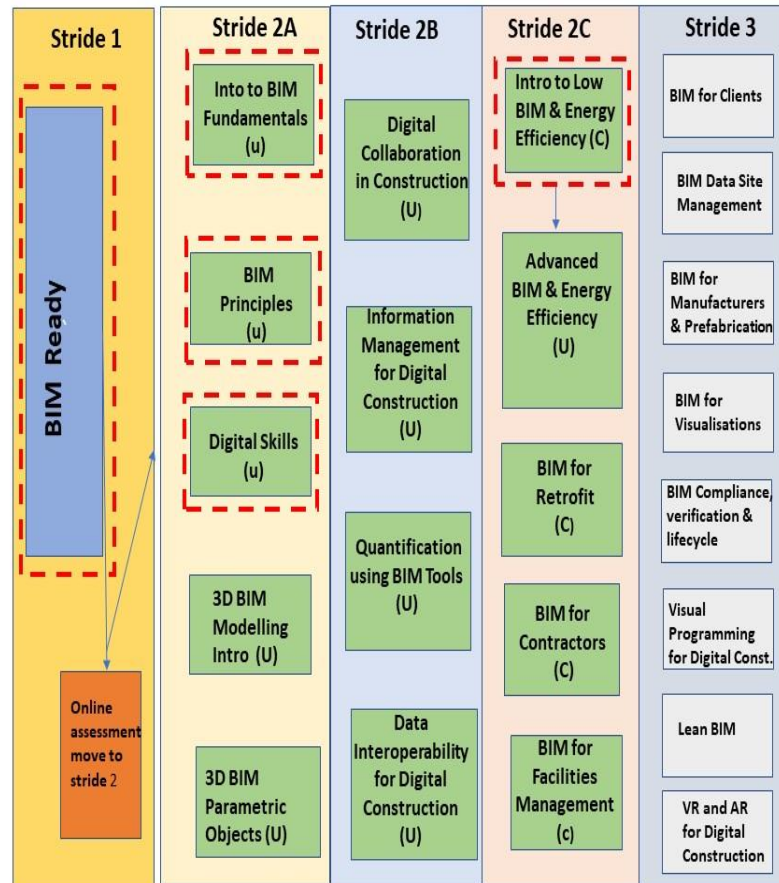 Stride 1
BIM Ready
Online
assessment
move to
stride 2
Stride 2A
Into to BIM
Fundamentals
(u)
BIM
Principles
(u)
Digital Skills
(u)
3D BIM
Modelling
Intro (U)
3D BIM
Parametric
Objects (U)
Stride 2B
Digital
Collaboration
in Construction
(U)
Information
Management
for Digital
Construction
(U)
Quantification
using BIM Tools
(U)
Data
Interoperability
for Digital
Construction
(U)
Stride 2C
Intro to Low
BIM & Energy
Efficiency (C)
Advanced
BIM & Energy
Efficiency
(U)
BIM for
Retrofit
(C)
BIM for
Contractors
(C)
BIM for
Facilities
Management
(c)
Stride 3
BIM for Clients
BIM Data Site
Management
BIM for
Manufacturers
& Prefabrication
BIM for
Visualisations
BIM Compliance,
verification &
lifecycle
Visual
Programming
for Digital Const.
Lean BIM
VR and AR
for Digital
Construction